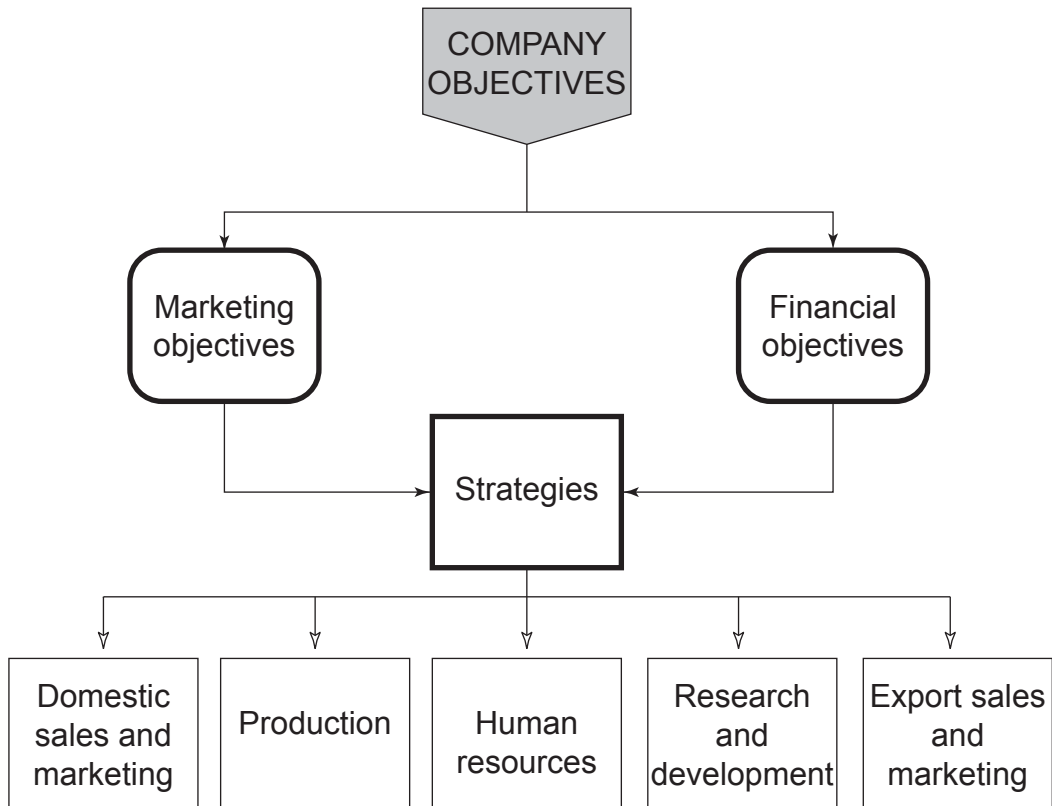 COMPANY
OBJECTIVES
Marketing
objectives
Financial
objectives
Strategies
Domestic
sales and
marketing
Production
Human
resources
Research
and
development
Export sales
and
marketing